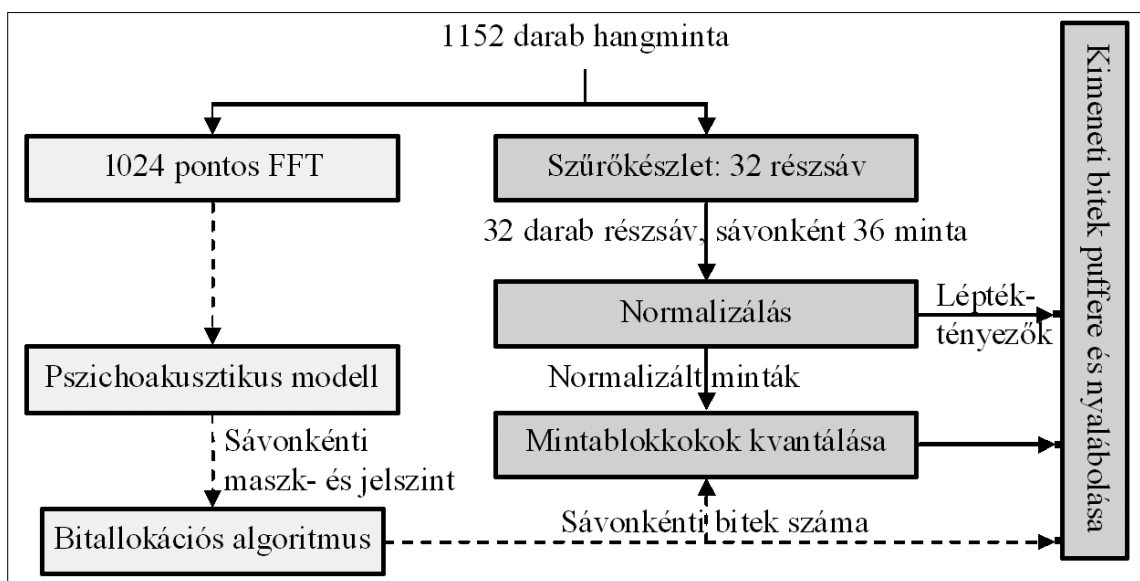 1152 darab hangminta
1024 pontos FFT
Szűrőkészlet: 32 részsáv
32 darab részsáv, sávonként 36 minta
Normalizálás
Lépték-
tényezők
Pszichoakusztikus modell
Normalizált minták
Mintablokkokok kvantálása
Sávonkénti
maszk- és jelszint
Bitallokációs algoritmus
Sávonkénti bitek száma
Kimeneti bitek puffere és nyalábolása